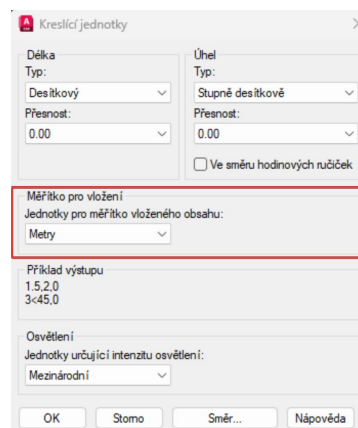 Kreslící jednotky
Délka
Typ:
Desítkový
Přesnost:
0.00
Úhel
Typ:
Stupně desítkově
Přesnost:
0.00
Ve směru hodinových ručiček
Měřítko pro vložení
Jednotky pro měřítko vloženého obsahu:
Metry
Příklad výstupu
1.5,2,0
3<45,0
Osvětlení
Jednotky určující intenzitu osvětlení:
Mezinárodní
OK Storno Směr... Nápověda